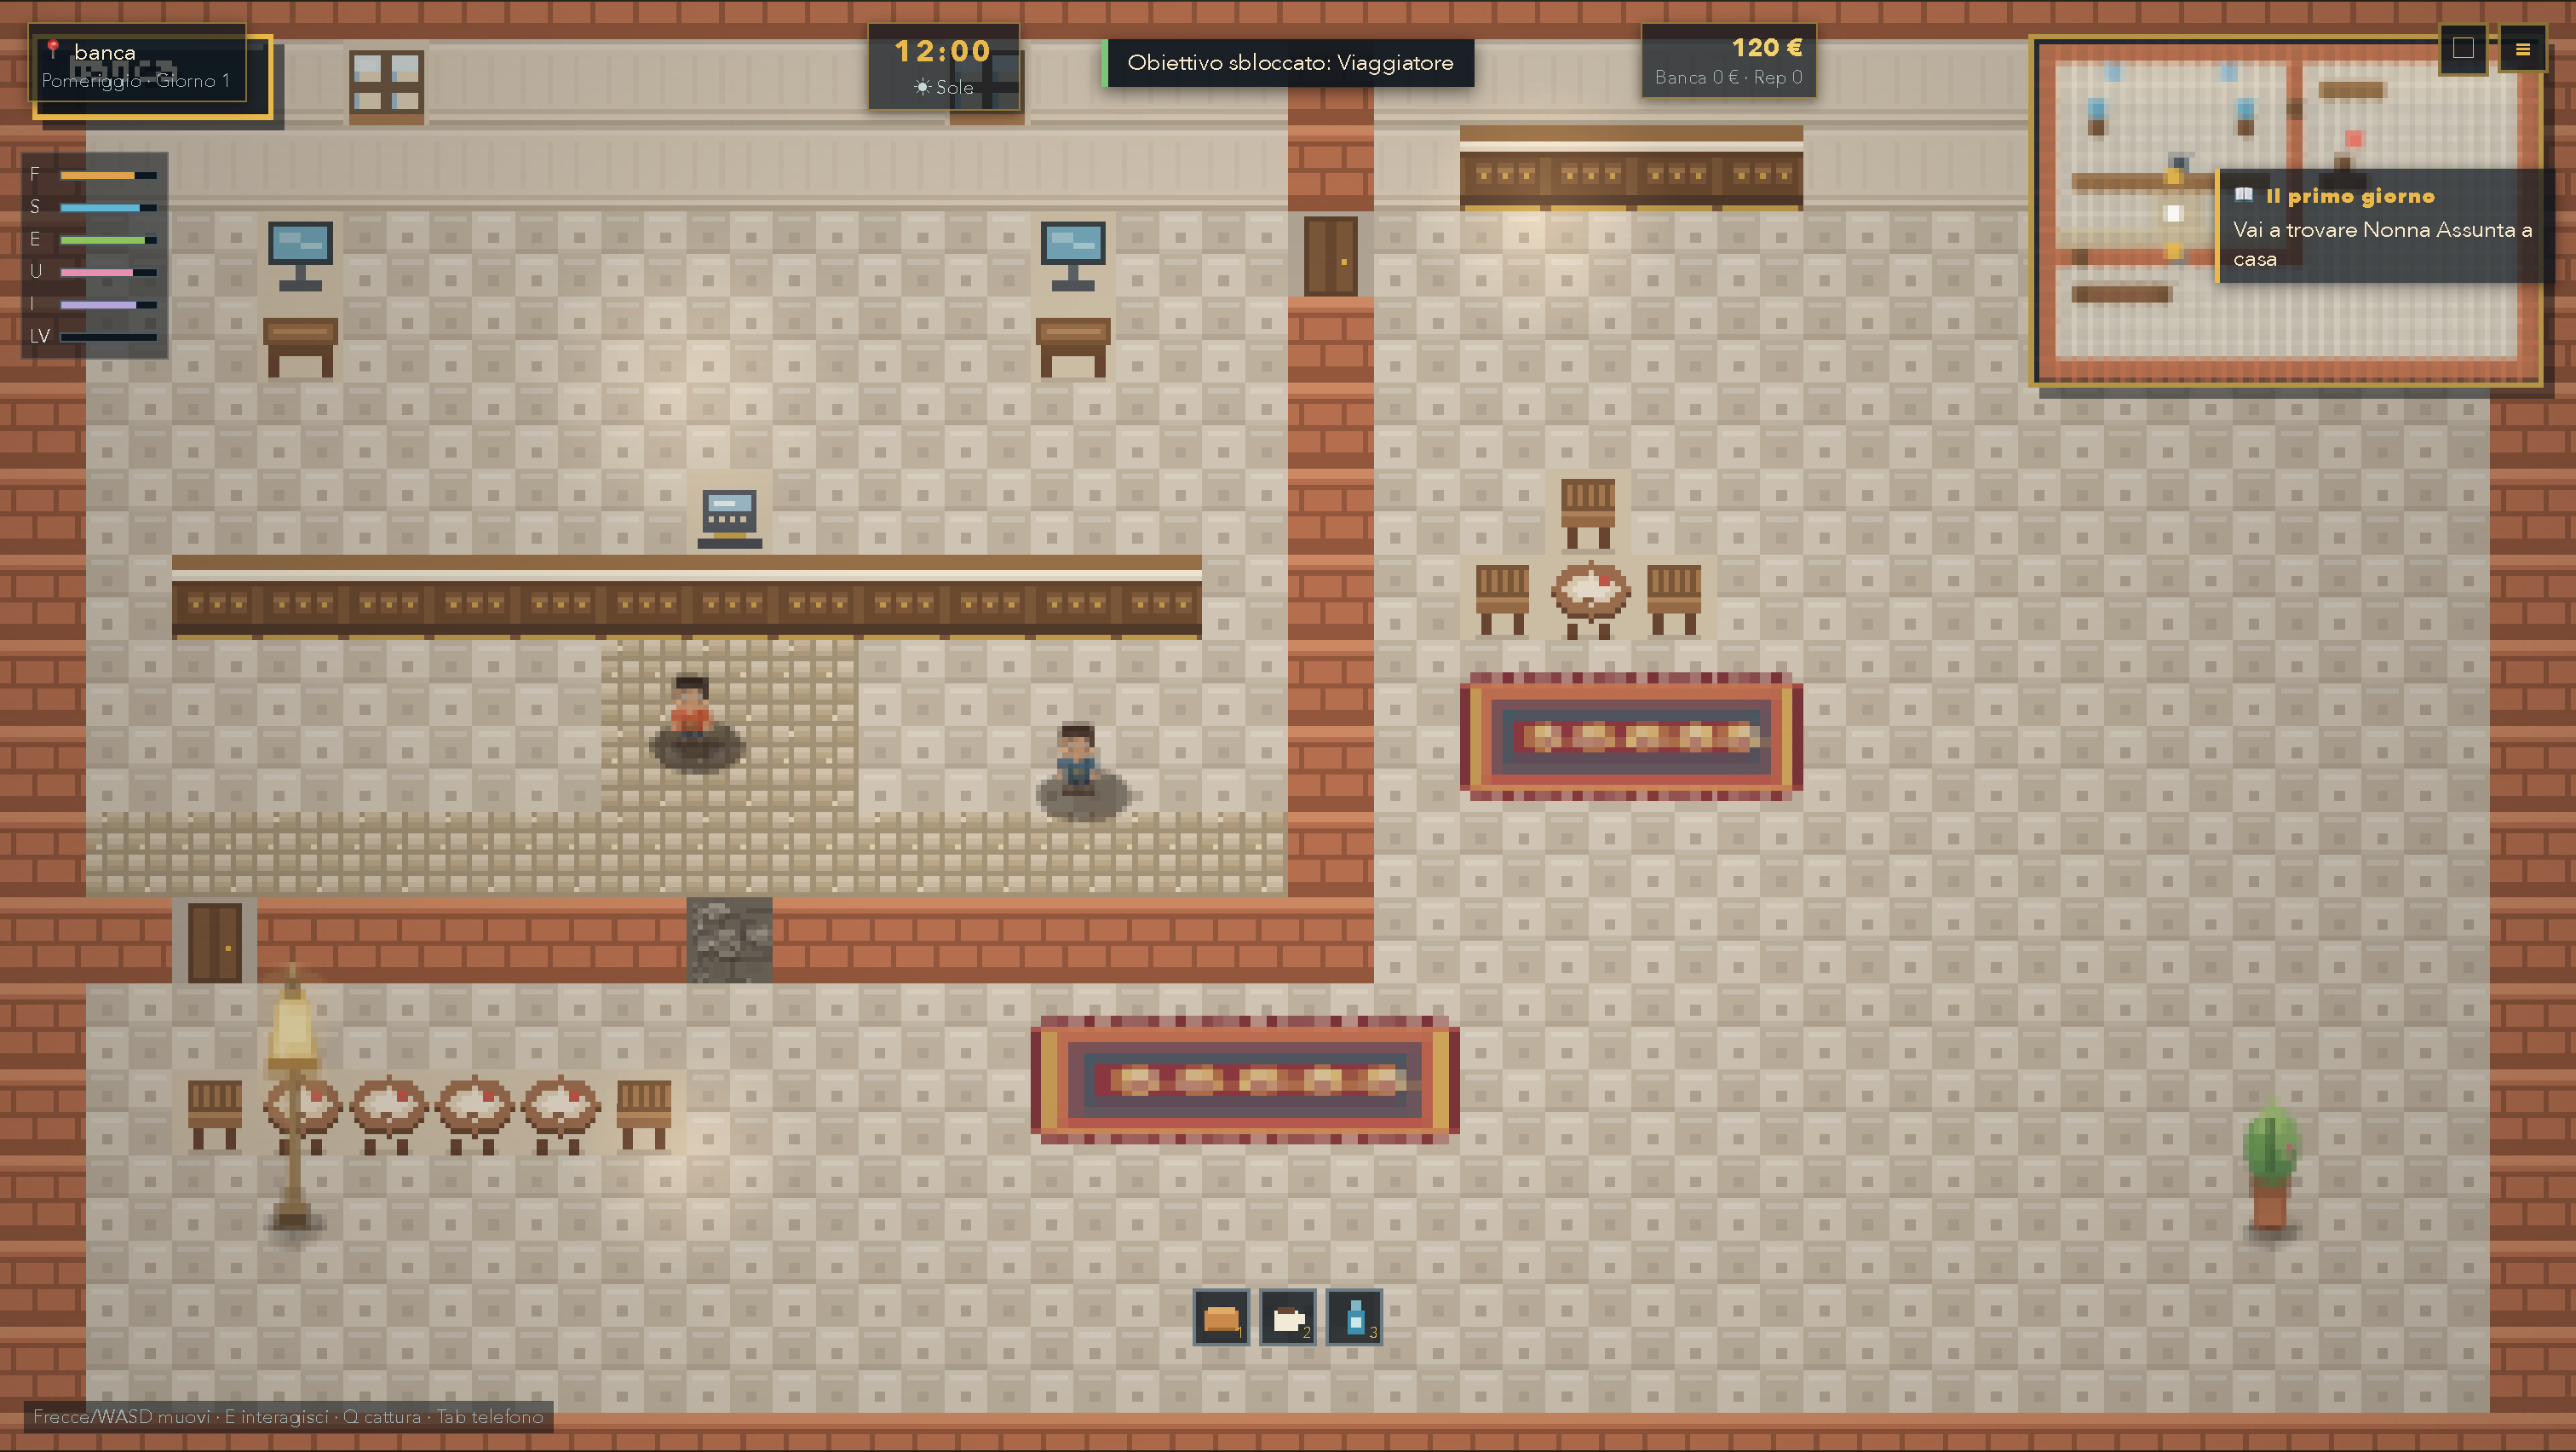 banca
Pomeriggio · Giorno 1
12:00
Sole
Obiettivo sbloccato: Viaggiatore
120 €
Banca 0 € · Rep 0
F
S
E
U
I
LV
Il primo giorno
Vai a trovare Nonna Assunta a
casa
1
2
3
Frecce/WASD muovi · E interagisci · Q cattura · Tab telefono